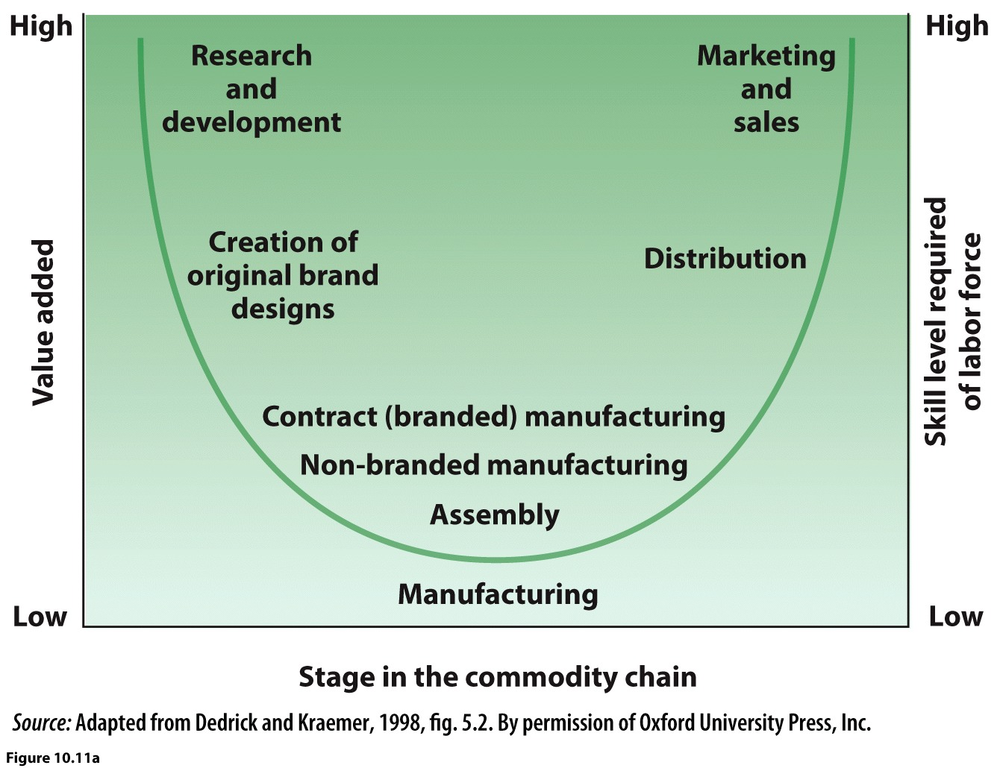 High
High
Research
and
development
Marketing
and
sales
Creation of
original brand
designs
Distribution
Value added
Skill level required
of labor force
Contract (branded) manufacturing
Non-branded manufacturing
Assembly
Manufacturing
Low
Low
Stage in the commodity chain
Source: Adapted from Dedrick and Kraemer, 1998, fig. 5.2. By permission of Oxford University Press, Inc.
Figure 10.11a